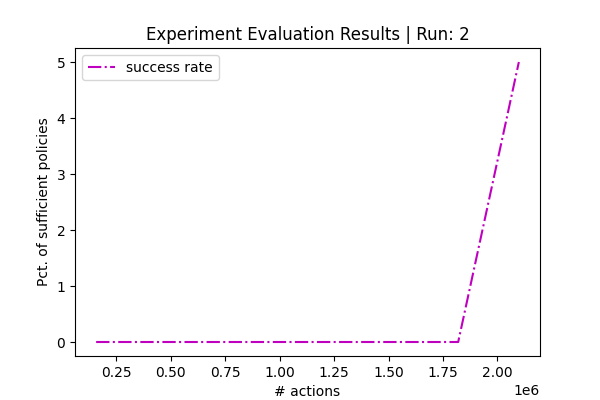 Experiment Evaluation Results | Run: 2
success rate
Pct. of sufficient policies
5
4
3
2
1
0
0.25 0.50 0.75 1.00 1.25 1.50 1.75 2.00
1e6
# actions